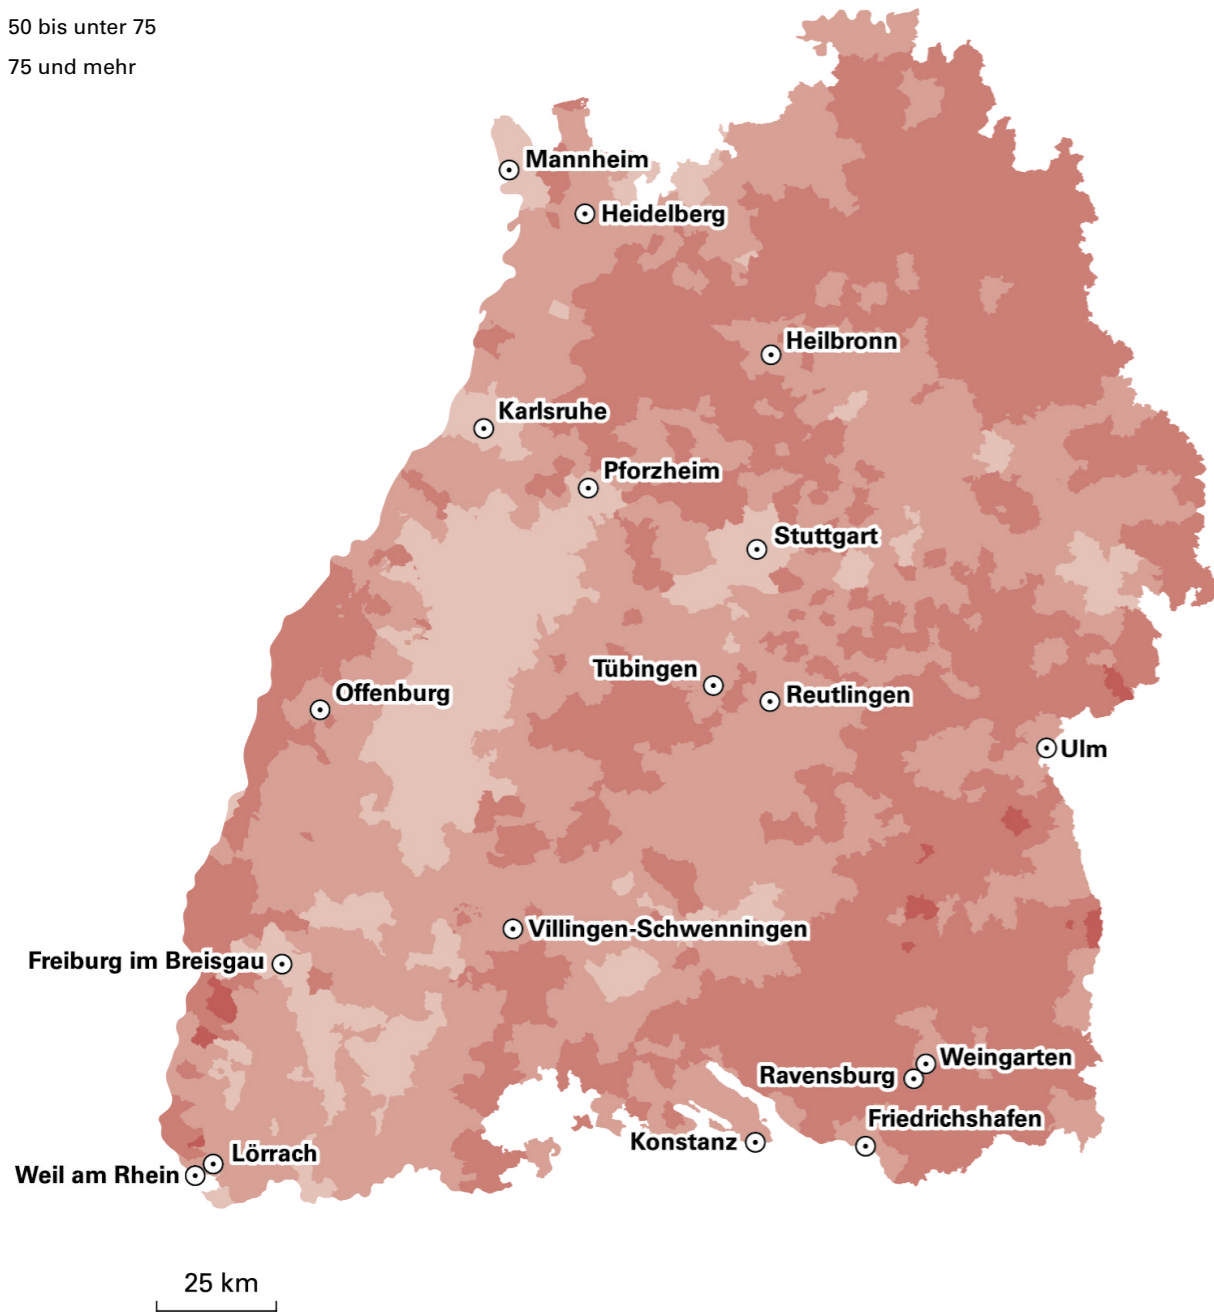 50 bis unter 75
75 und mehr
Mannheim
Heidelberg
Heilbronn
Karlsruhe
Pforzheim
Stuttgart
Tübingen
Offenburg
Reutlingen
Ulm
Villingen-Schwenningen
Freiburg im Breisgau
Weingarten
Ravensburg
Friedrichshafen
Konstanz
Lörrach
Weil am Rhein
25 km